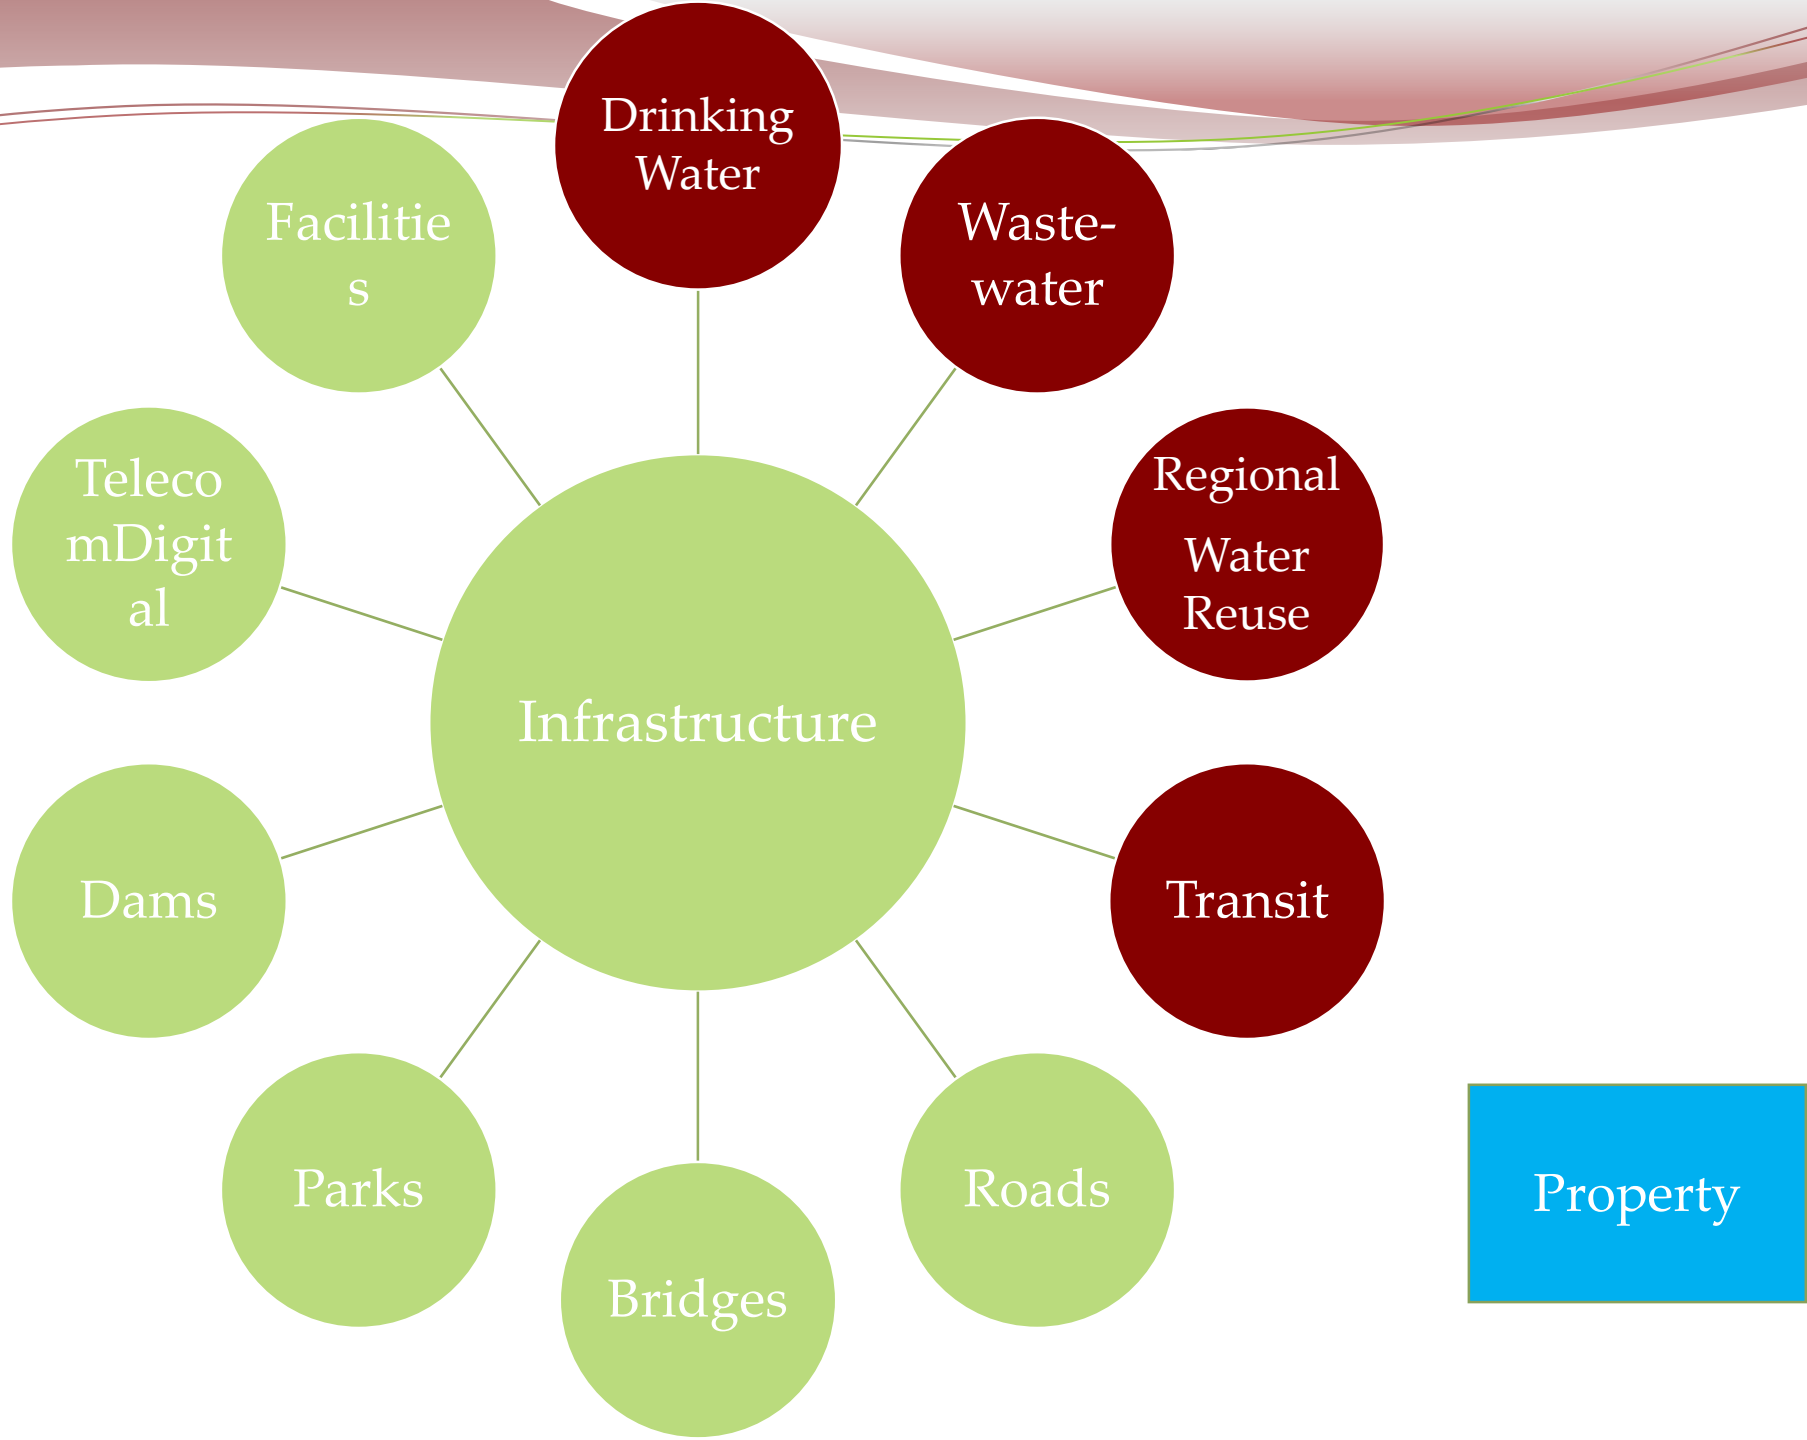 Drinking
Water
Waste-
water
Regional
Water
Reuse
Transit
Roads
Bridges
Parks
Dams
Teleco
mDigit
al
Facilitie
s
Infrastructure
Property